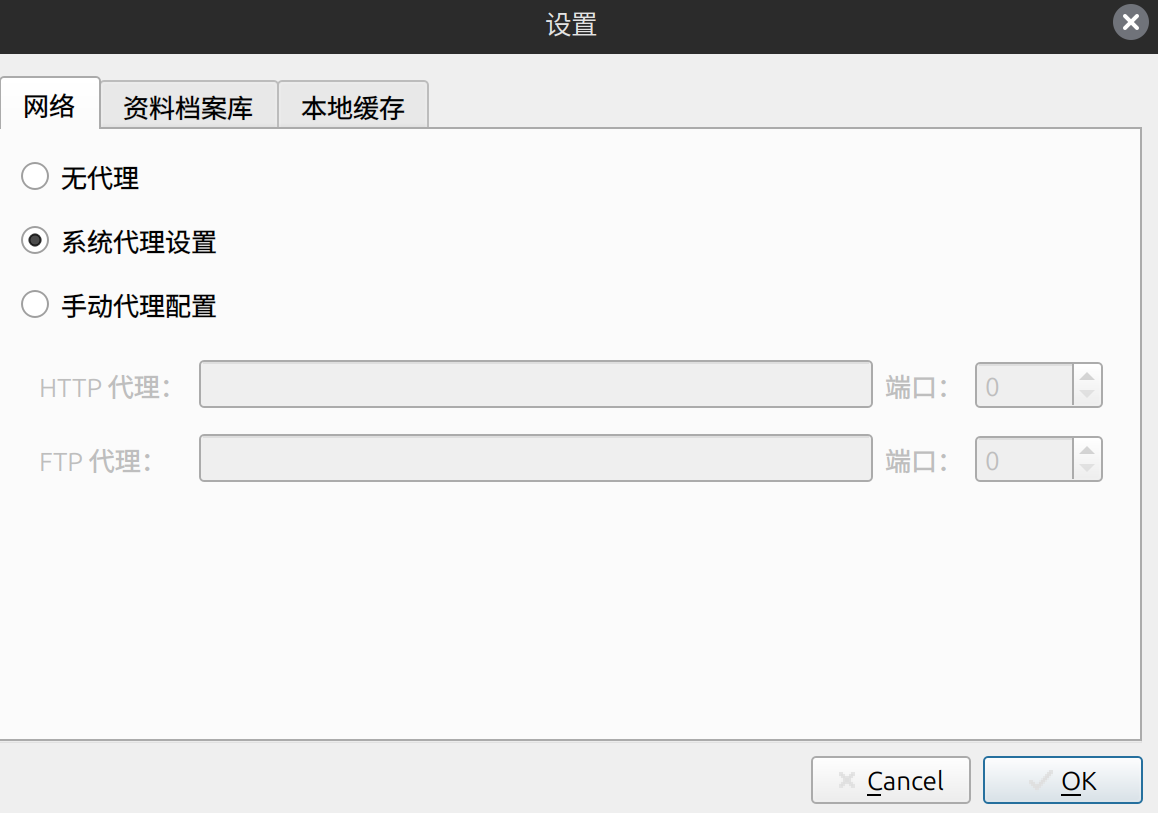 设置
网络 资料档案库 本地缓存
无代理
系统代理设置
手动代理配置
HTTP 代理： 端口： 0
FTP 代理： 端口： 0
Cancel OK